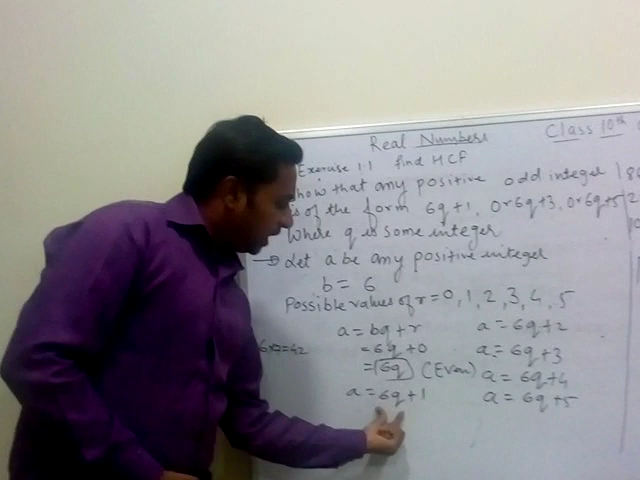 Real Numbers
Class 10th
Exercise 1.1 find HCF
how that any positive odd integer
s of the form 6q+1, or 6q+3, or 6q+5
Where q is some integer
→ Let a be any positive integer
b = 6
Possible values of r = 0, 1, 2, 3, 4, 5
a = bq+r
= 6q+0
= 6q (Even)
a = 6q+1
6x7=42
a = 6q+2
a = 6q+3
a = 6q+4
a = 6q+5